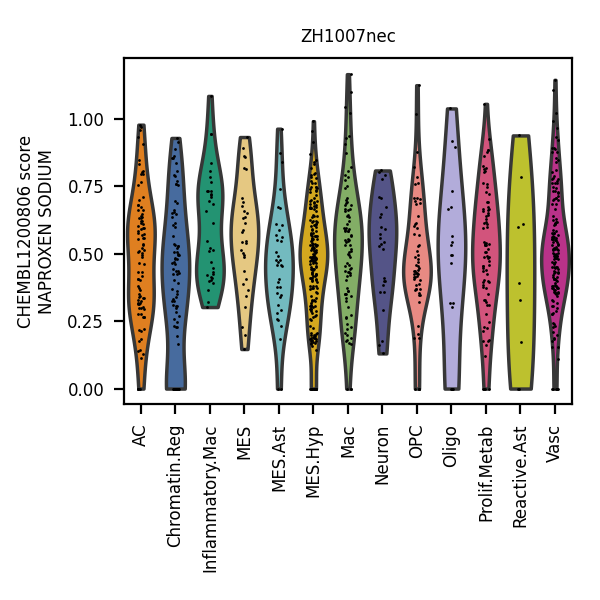 ZH1007nec
CHEMBL1200806 score
NAPROXEN SODIUM
1.00
0.75
0.50
0.25
0.00
AC
Chromatin.Reg
Inflammatory.Mac
MES
MES.Ast
MES.Hyp
Mac
Neuron
OPC
Oligo
Prolif.Metab
Reactive.Ast
Vasc